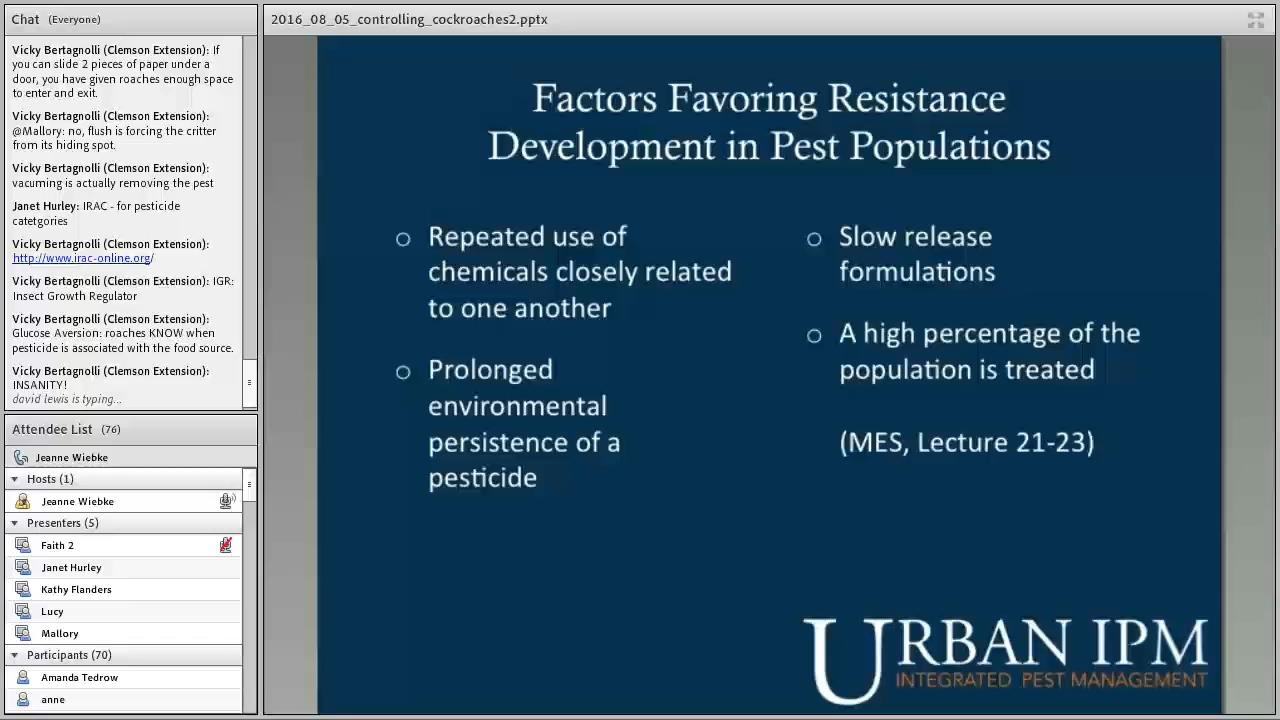 Chat (Everyone)
Vicky Bertagnolli (Clemson Extension): If
you can slide 2 pieces of paper under a
door, you have given roaches enough space
to enter and exit.
Vicky Bertagnolli (Clemson Extension):
@Mallory: no, flush is forcing the critter
from its hiding spot.
Vicky Bertagnolli (Clemson Extension):
vacuming is actually removing the pest
Janet Hurley: IRAC - for pesticide
catetgories
Vicky Bertagnolli (Clemson Extension):
http://www.irac-online.org/
Vicky Bertagnolli (Clemson Extension): IGR:
Insect Growth Regulator
Vicky Bertagnolli (Clemson Extension):
Glucose Aversion: roaches KNOW when
pesticide is associated with the food source.
Vicky Bertagnolli (Clemson Extension):
INSANITY!
david lewis is typing...
Attendee List (76)
Jeanne Wiebke
Hosts (1)
Jeanne Wiebke
Presenters (5)
Faith 2
Janet Hurley
Kathy Flanders
Lucy
Mallory
Participants (70)
Amanda Tedrow
anne
2016_08_05_controlling_cockroaches2.pptx
Factors Favoring Resistance
Development in Pest Populations
o Repeated use of
chemicals closely related
to one another
o Prolonged
environmental
persistence of a
pesticide
o Slow release
formulations
o A high percentage of the
population is treated
(MES, Lecture 21-23)
URBAN IPM
INTEGRATED PEST MANAGEMENT